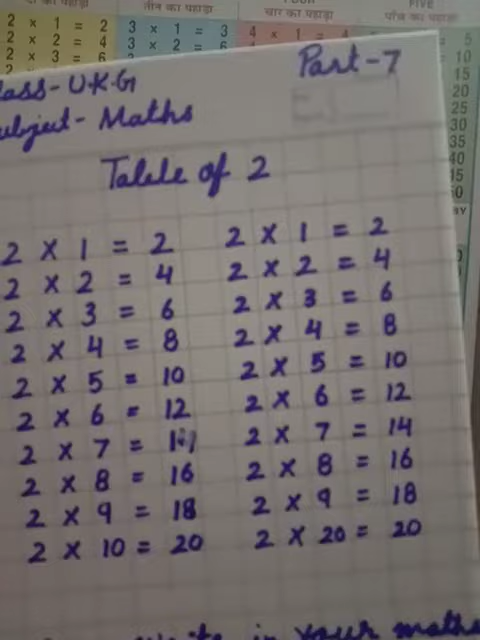 तीन का पहाड़ा
चार का पहाड़ा
FIVE
पाँच का पहाड़ा
2 x 1 = 2 3 x 1 = 3 4 x 1 = 4 5
2 x 2 = 4 3 x 2 = 6 10
2 x 3 = 6 15
20
25
30
35
40
45
50
Part-7
lass- U.K.G
ubject- Maths
Table of 2
2 X 1 = 2 2 X 1 = 2
2 X 2 = 4 2 X 2 = 4
2 X 3 = 6 2 X 3 = 6
2 X 4 = 8 2 X 4 = 8
2 X 5 = 10 2 X 5 = 10
2 X 6 = 12 2 X 6 = 12
2 X 7 = 2 X 7 = 14
2 X 8 = 16 2 X 8 = 16
2 X 9 = 18 2 X 9 = 18
2 X 10 = 20 2 X 20 = 20
in your maths